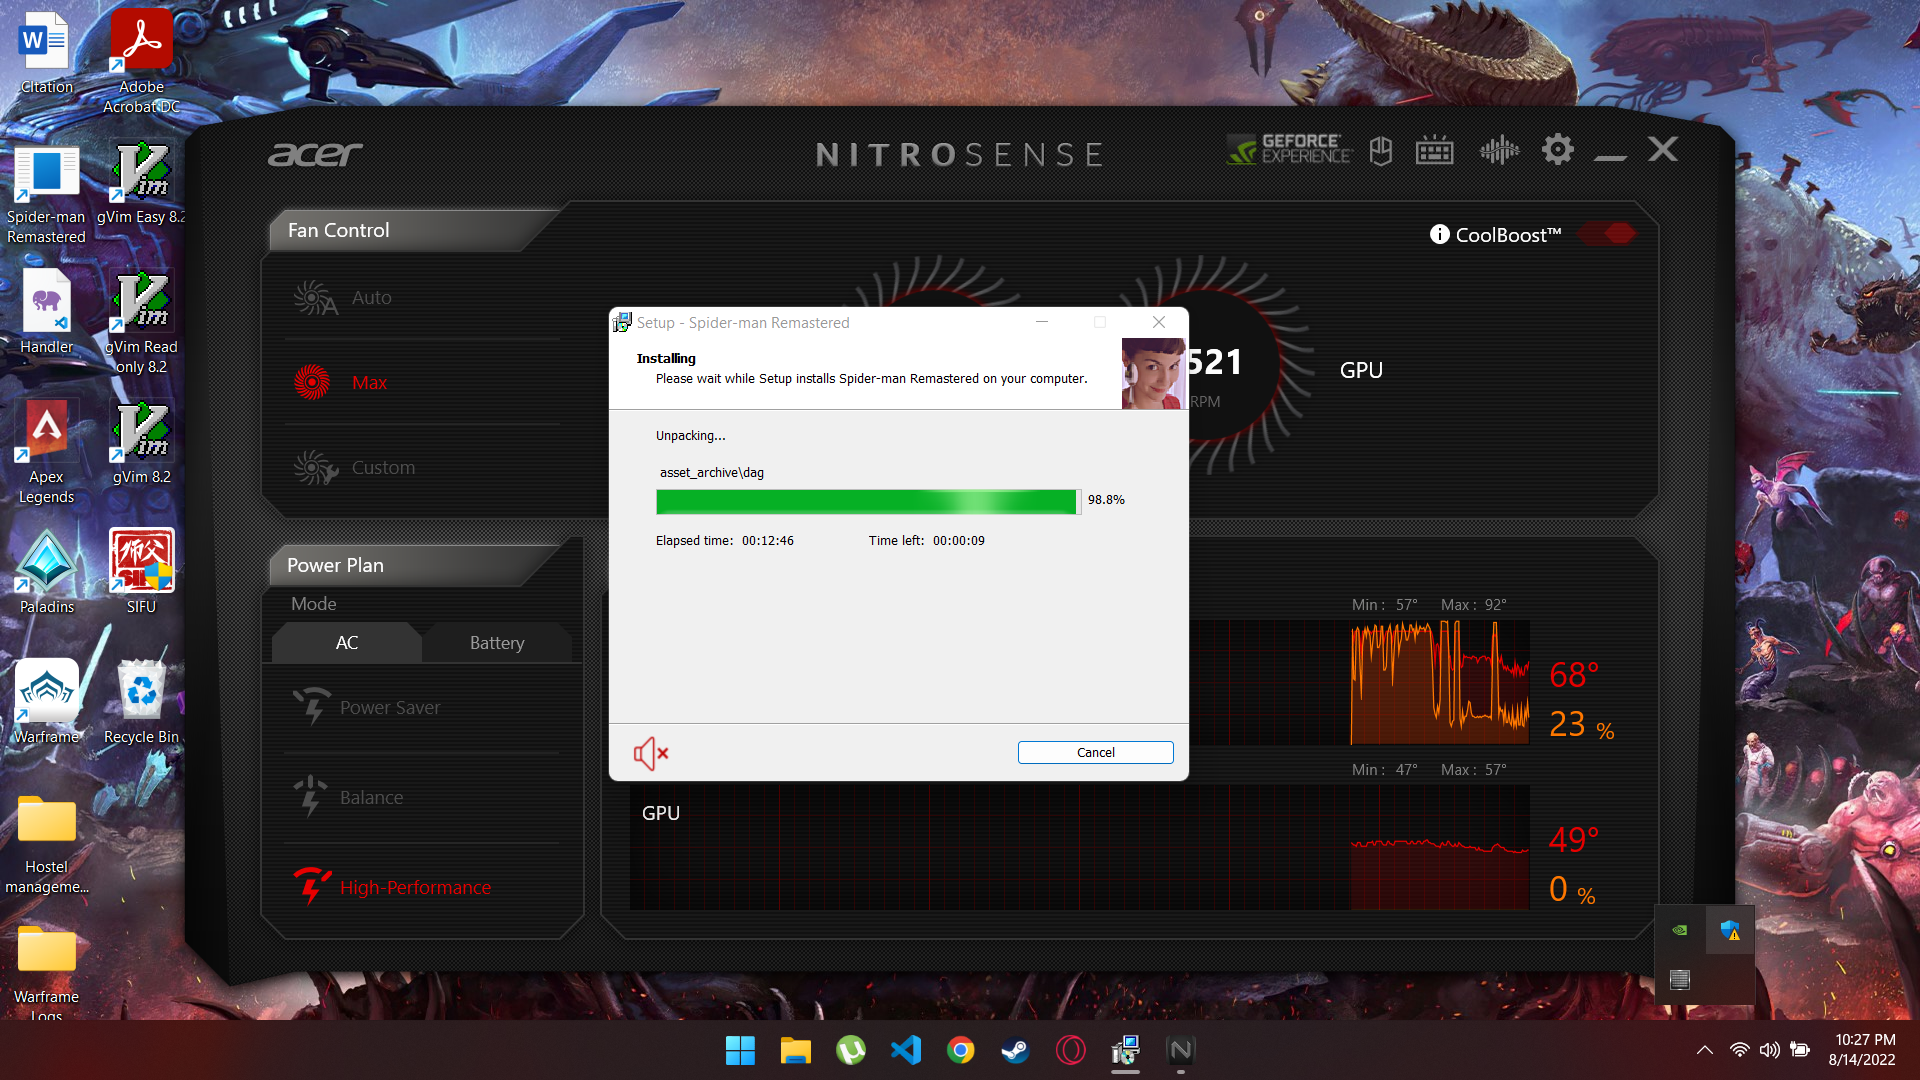 CItation
Adobe
Acrobat DC
Spider-man
Remastered
gVim Easy 8.2
Handler
gVim Read
only 8.2
Apex
Legends
gVim 8.2
Paladins
SIFU
Warframe
Recycle Bin
Hostel
manageme...
Warframe
Logs
acer
NITROSENSE
GEFORCE
EXPERIENCE
Fan Control
CoolBoost™
Auto
Max
Custom
521
RPM
GPU
Setup - Spider-man Remastered
Installing
Please wait while Setup installs Spider-man Remastered on your computer.
Unpacking...
asset_archive\dag
98.8%
Elapsed time: 00:12:46
Time left: 00:00:09
Cancel
Power Plan
Mode
AC
Battery
Power Saver
Balance
High-Performance
Min : 57° Max : 92°
68°
23 %
Min : 47° Max : 57°
GPU
49°
0 %
10:27 PM
8/14/2022